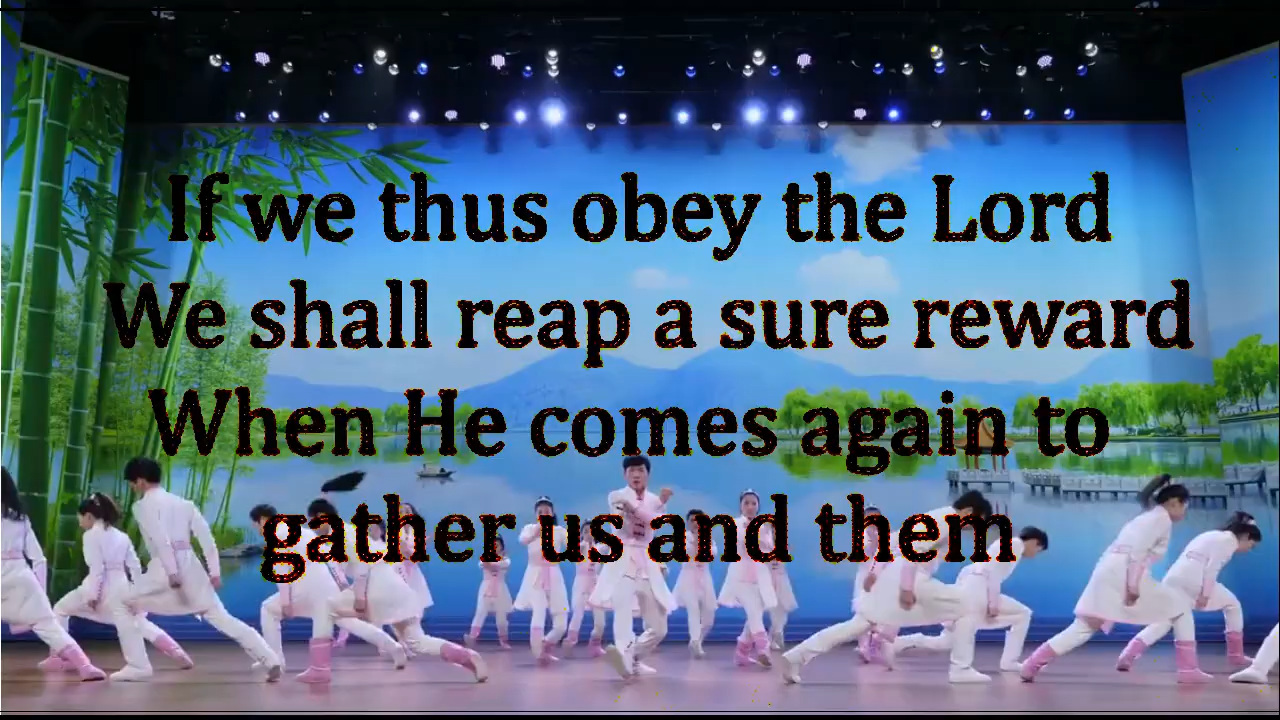 If we thus obey the Lord
We shall reap a sure reward
When He comes again to
gather us and them